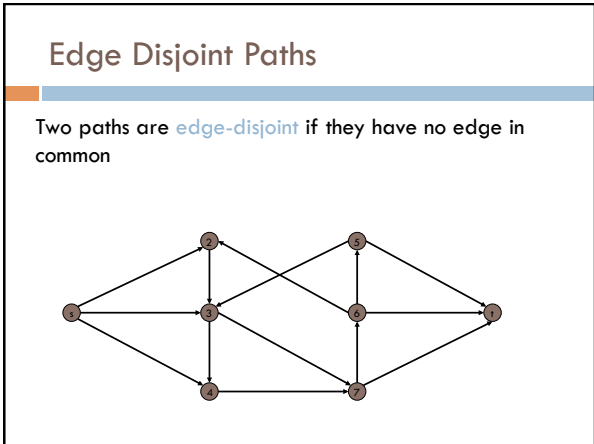 Edge Disjoint Paths
Two paths are edge-disjoint if they have no edge in
common
2
5
s
3
6
t
4
7